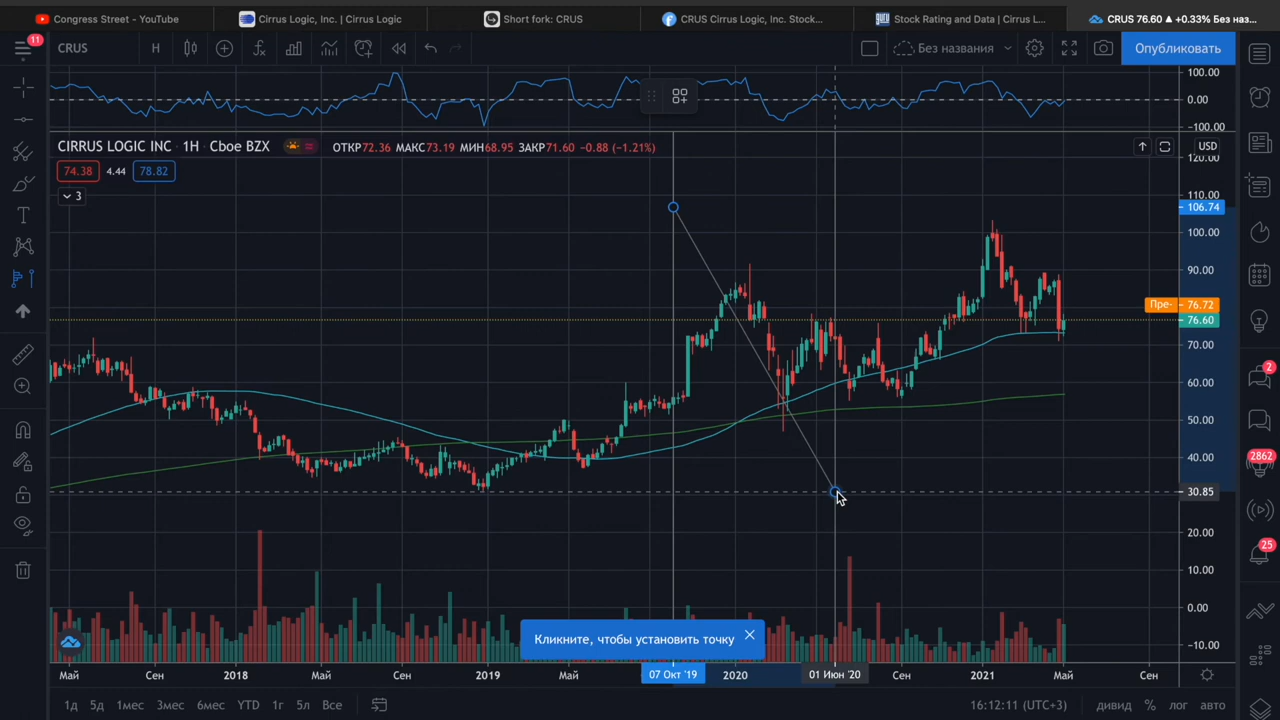 Congress Street - YouTube
Cirrus Logic, Inc. | Cirrus Logic
Short fork: CRUS
CRUS Cirrus Logic, Inc. Stock...
Stock Rating and Data | Cirrus L...
CRUS 76.60 ▲ +0.33% Без наз...
11
CRUS
Н
Без названия
Опубликовать
100.00
0.00
-100.00
CIRRUS LOGIC INC · 1Н · Cboe BZX
ОТКР72.36 МАКС73.19 МИН68.95 ЗАКР71.60 −0.88 (−1.21%)
USD
74.38
4.44
78.82
3
120.00
110.00
106.74
100.00
90.00
Пре- 76.72
76.60
70.00
60.00
50.00
40.00
30.85
20.00
10.00
0.00
-10.00
2
2862
25
Кликните, чтобы установить точку
Май
Сен
2018
Май
Сен
2019
Май
07 Окт '19
2020
01 Июн '20
Сен
2021
Май
Сен
1д
5д
1мес
3мес
6мес
YTD
1г
5л
Все
16:12:11 (UTC+3)
дивид
%
лог
авто